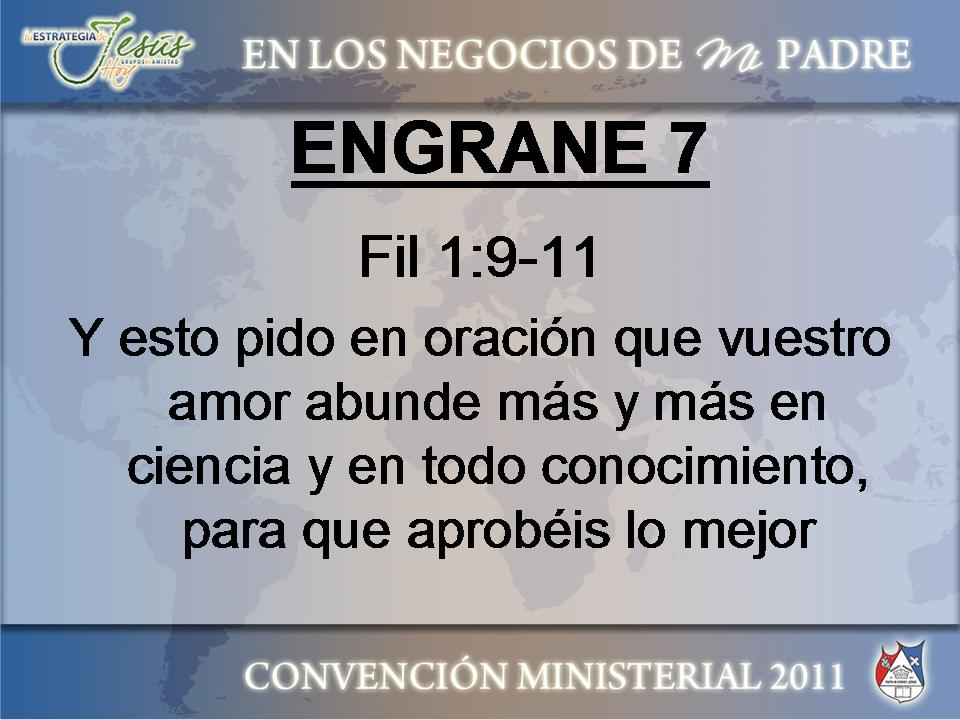 la ESTRATEGIA de
Jesús
GRUPOS de AMISTAD
Hoy
EN LOS NEGOCIOS DE Mi PADRE
ENGRANE 7
Fil 1:9-11
Y esto pido en oración que vuestro
amor abunde más y más en
ciencia y en todo conocimiento,
para que aprobéis lo mejor
CONVENCIÓN MINISTERIAL 2011